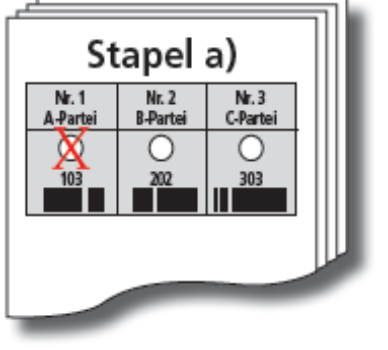 Stapel a)
Nr. 1 Nr. 2 Nr. 3
A-Partei B-Partei C-Partei
X
103 202 303